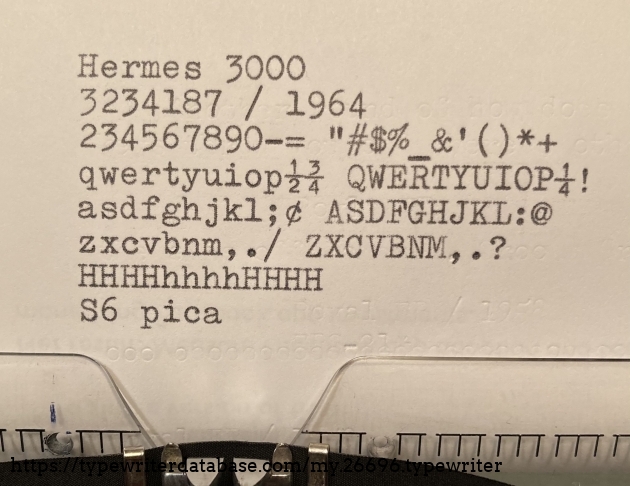 Hermes 3000
3234187 / 1964
234567890-= "#$%_&'()*+
qwertyuiop½¾ QWERTYUIOP¼!
asdfghjkl;¢ ASDFGHJKL:@
zxcvbnm,./ ZXCVBNM,.?
HHHHhhhhHHHH
S6 pica
https://typewriterdatabase.com/my.26696.typewriter